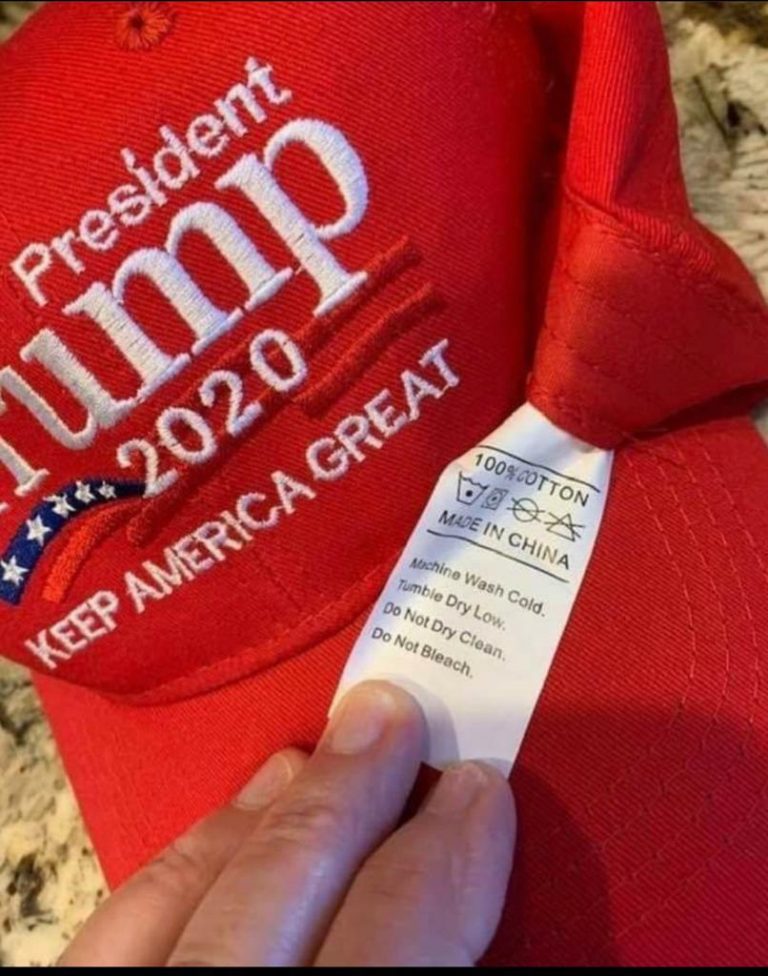 President
Trump
2020
KEEP AMERICA GREAT
100% COTTON
MADE IN CHINA
Machine Wash Cold.
Tumble Dry Low.
Do Not Dry Clean.
Do Not Bleach.